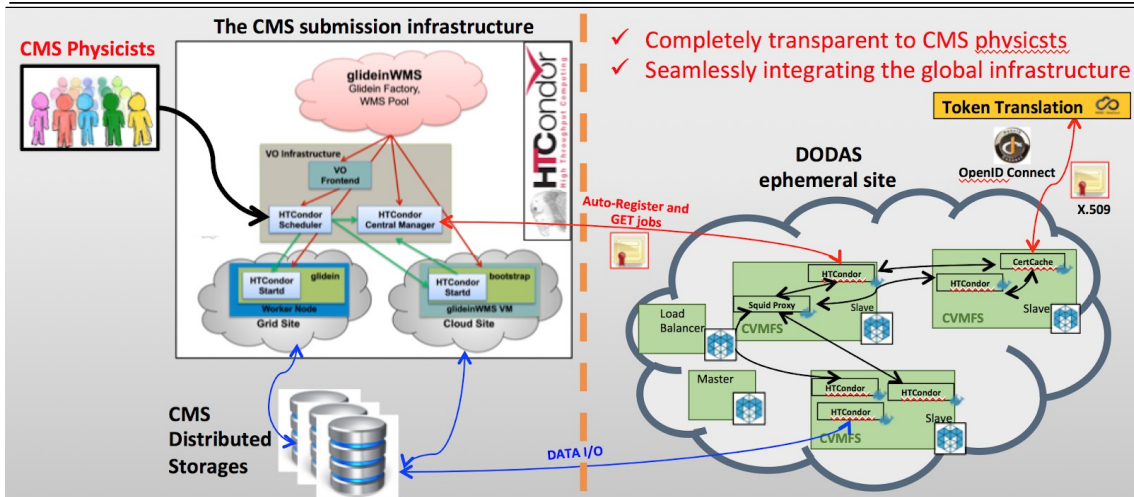 The CMS submission infrastructure
CMS Physicists
glideinWMS
Glidein Factory,
WMS Pool
HTCondor
High Throughput Computing
VO Infrastructure
VO
Frontend
HTCondor
Scheduler
HTCondor
Central Manager
glidein
HTCondor
Startd
Worker Node
Grid Site
bootstrap
HTCondor
Startd
glideinWMS VM
Cloud Site
CMS
Distributed
Storages
DATA I/O
✓ Completely transparent to CMS physicsts
✓ Seamlessly integrating the global infrastructure
Token Translation
DODAS
ephemeral site
OpenID Connect
X.509
Auto-Register and
GET jobs
HTCondor
Squid Proxy
Slave
CVMFS
CertCache
HTCondor
Slave
CVMFS
Load
Balancer
Master
HTCondor
HTCondor
HTCondor
Slave
CVMFS